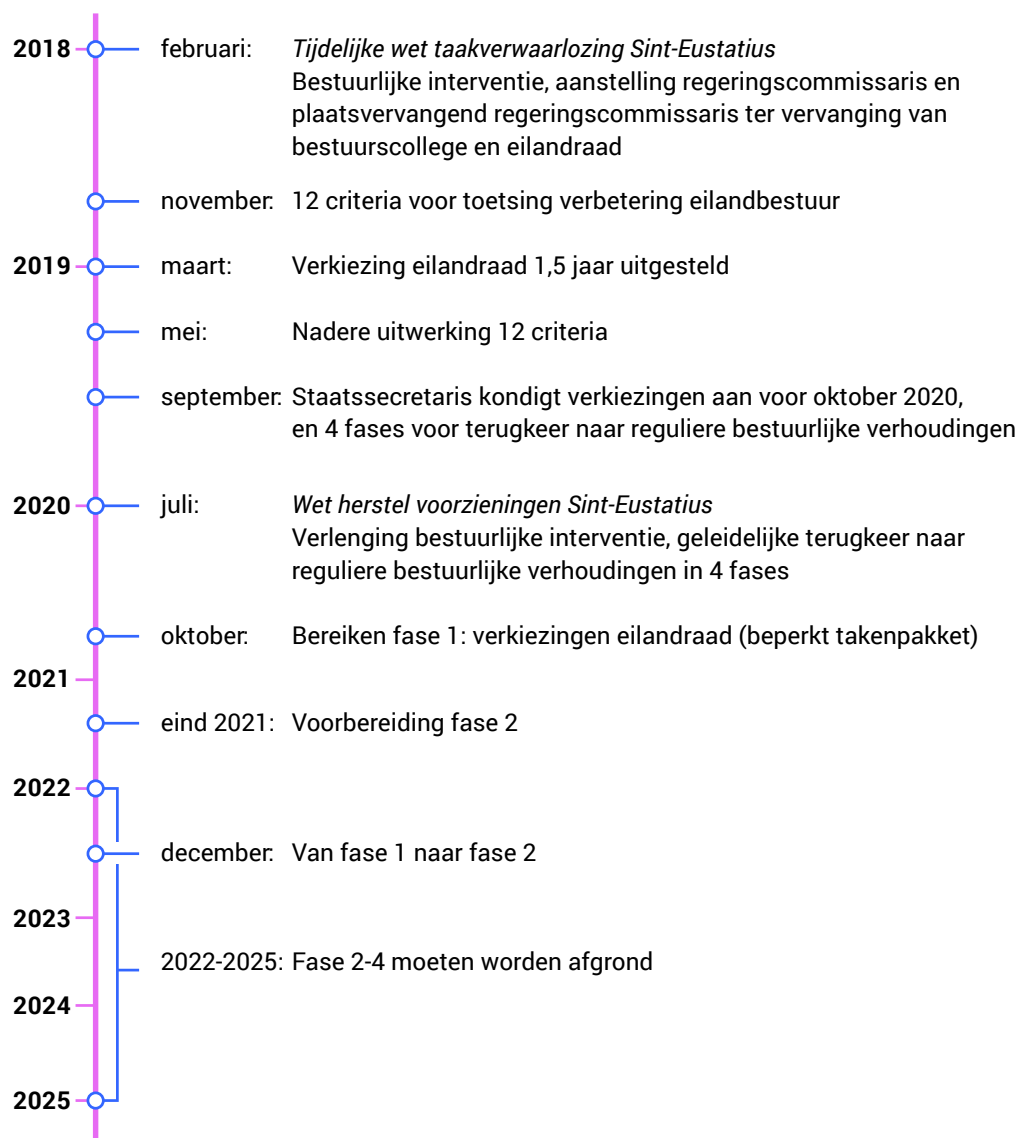 2018 februari: Tijdelijke wet taakverwaarlozing Sint-Eustatius
Bestuurlijke interventie, aanstelling regeringscommissaris en
plaatsvervangend regeringscommissaris ter vervanging van
bestuurscollege en eilandraad
november: 12 criteria voor toetsing verbetering eilandbestuur
2019 maart: Verkiezing eilandraad 1,5 jaar uitgesteld
mei: Nadere uitwerking 12 criteria
september: Staatssecretaris kondigt verkiezingen aan voor oktober 2020,
en 4 fases voor terugkeer naar reguliere bestuurlijke verhoudingen
2020 juli: Wet herstel voorzieningen Sint-Eustatius
Verlenging bestuurlijke interventie, geleidelijke terugkeer naar
reguliere bestuurlijke verhoudingen in 4 fases
oktober: Bereiken fase 1: verkiezingen eilandraad (beperkt takenpakket)
2021
eind 2021: Voorbereiding fase 2
2022
december: Van fase 1 naar fase 2
2023
2022-2025: Fase 2-4 moeten worden afgrond
2024
2025